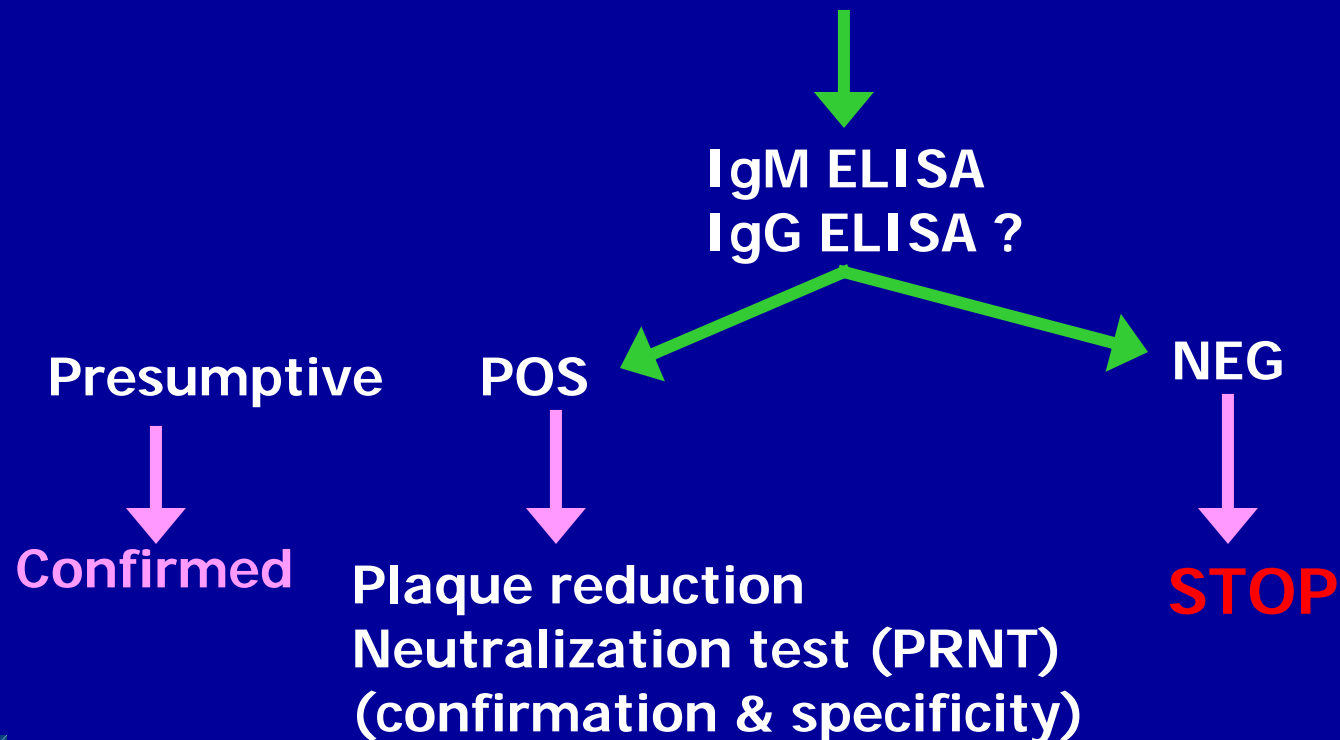 IgM ELISA
IgG ELISA ?
Presumptive
POS
NEG
Confirmed
Plaque reduction
Neutralization test (PRNT)
(confirmation & specificity)
STOP